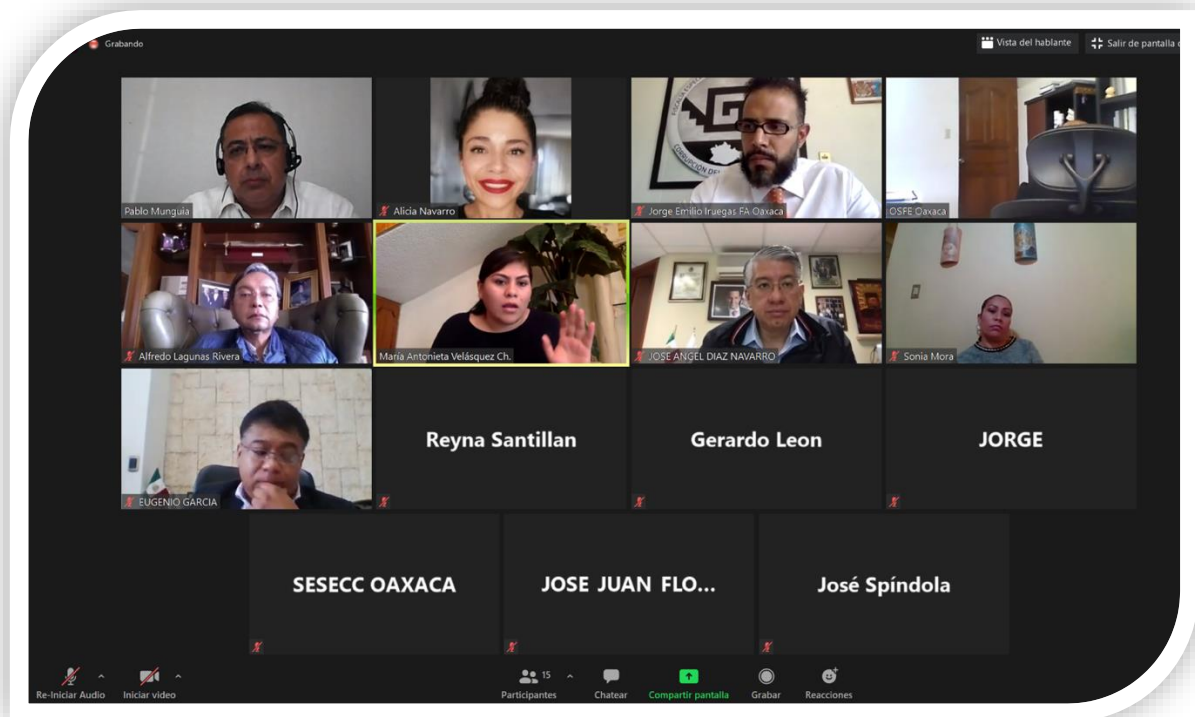 Grabando
Vista del hablante
Salir de pantalla c
Pablo Munguia
Alicia Navarro
Jorge Emilio Iruegas FA Oaxaca
OSFE Oaxaca
Alfredo Lagunas Rivera
María Antonieta Velásquez Ch.
JOSE ANGEL DIAZ NAVARRO
Sonia Mora
EUGENIO GARCIA
Reyna Santillan
Gerardo Leon
JORGE
SESECC OAXACA
JOSE JUAN FLO...
José Spíndola
Re-Iniciar Audio
Iniciar video
15
Participantes
Chatear
Compartir pantalla
Grabar
Reacciones